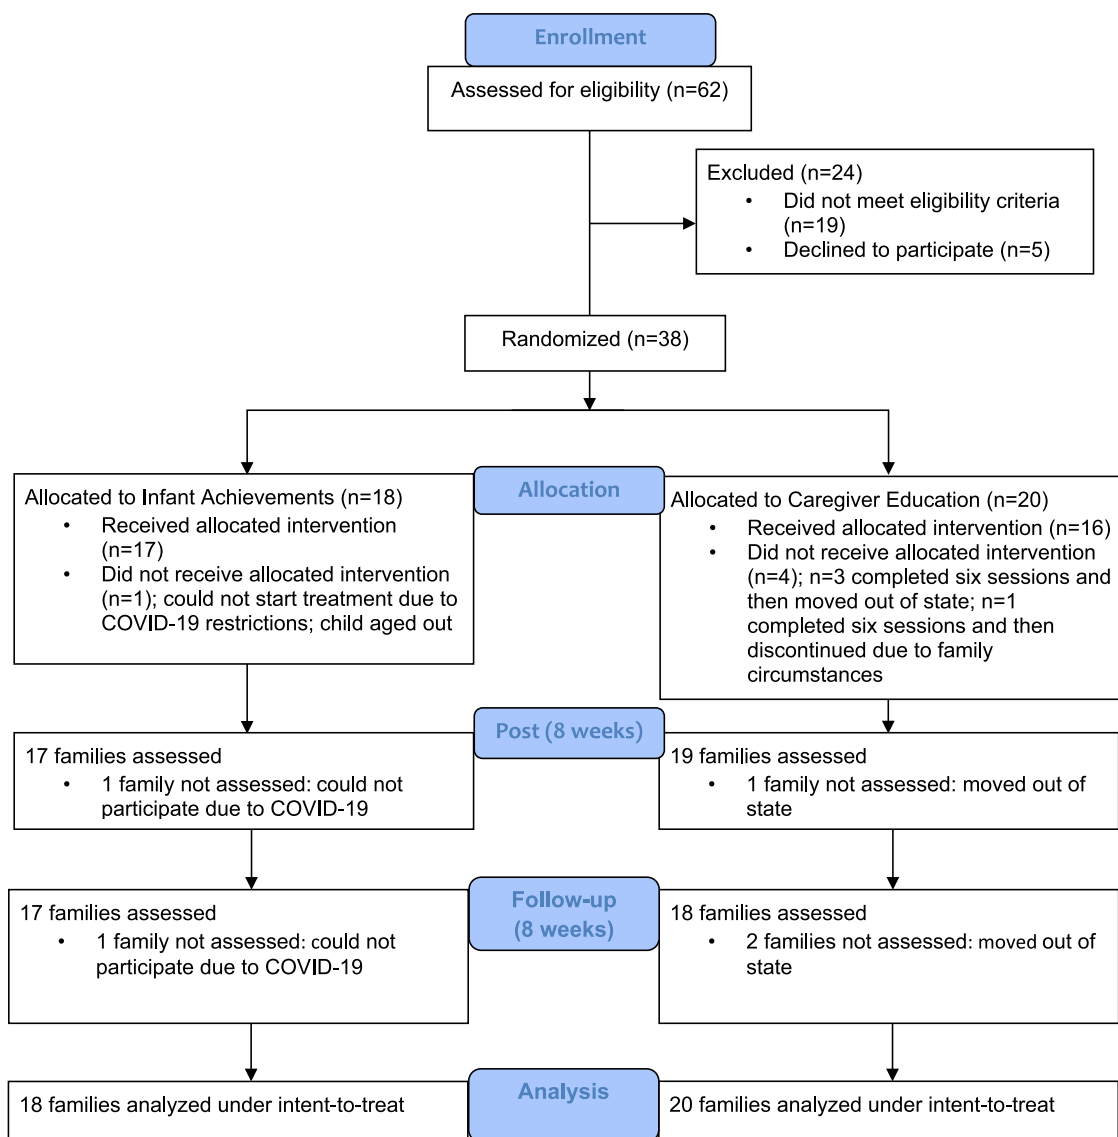 Enrollment
Assessed for eligibility (n=62)
Excluded (n=24)
• Did not meet eligibility criteria
(n=19)
• Declined to participate (n=5)
Randomized (n=38)
Allocation
Allocated to Infant Achievements (n=18)
• Received allocated intervention
(n=17)
• Did not receive allocated intervention
(n=1); could not start treatment due to
COVID-19 restrictions; child aged out
Allocated to Caregiver Education (n=20)
• Received allocated intervention (n=16)
• Did not receive allocated intervention
(n=4); n=3 completed six sessions and
then moved out of state; n=1
completed six sessions and then
discontinued due to family
circumstances
Post (8 weeks)
17 families assessed
• 1 family not assessed: could not
participate due to COVID-19
19 families assessed
• 1 family not assessed: moved out of
state
Follow-up
(8 weeks)
17 families assessed
• 1 family not assessed: could not
participate due to COVID-19
18 families assessed
• 2 families not assessed: moved out of
state
Analysis
18 families analyzed under intent-to-treat
20 families analyzed under intent-to-treat